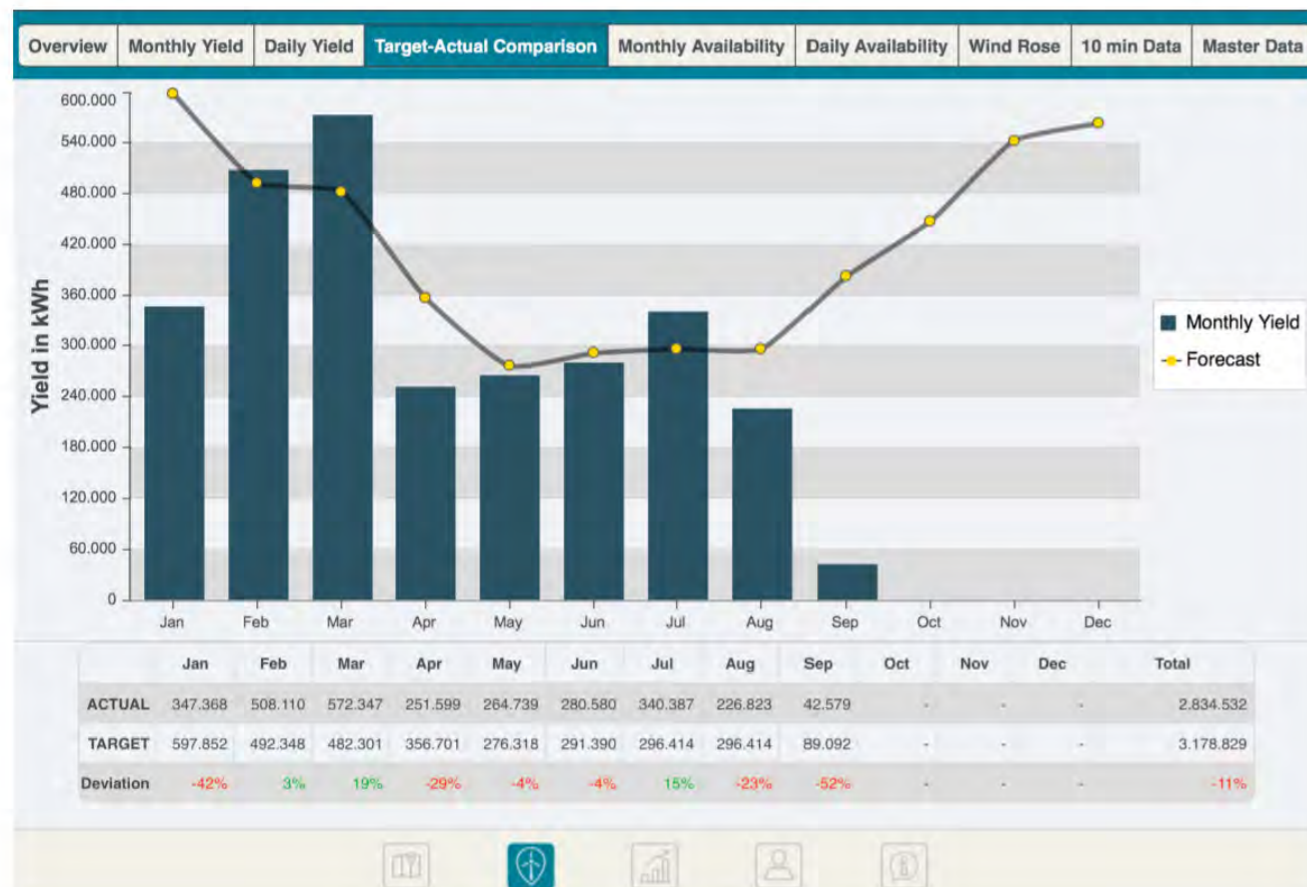 Overview Monthly Yield Daily Yield Target-Actual Comparison Monthly Availability Daily Availability Wind Rose 10 min Data Master Data
600.000
540.000
480.000
420.000
360.000
300.000
240.000
180.000
120.000
60.000
0
Yield in kWh
Jan Feb Mar Apr May Jun Jul Aug Sep Oct Nov Dec
Monthly Yield
Forecast
Jan Feb Mar Apr May Jun Jul Aug Sep Oct Nov Dec Total
ACTUAL 347.368 508.110 572.347 251.599 264.739 280.580 340.387 226.823 42.579 - - - 2.834.532
TARGET 597.852 492.348 482.301 356.701 276.318 291.390 296.414 296.414 89.092 - - - 3.178.829
Deviation -42% 3% 19% -29% -4% -4% 15% -23% -52% - - - -11%